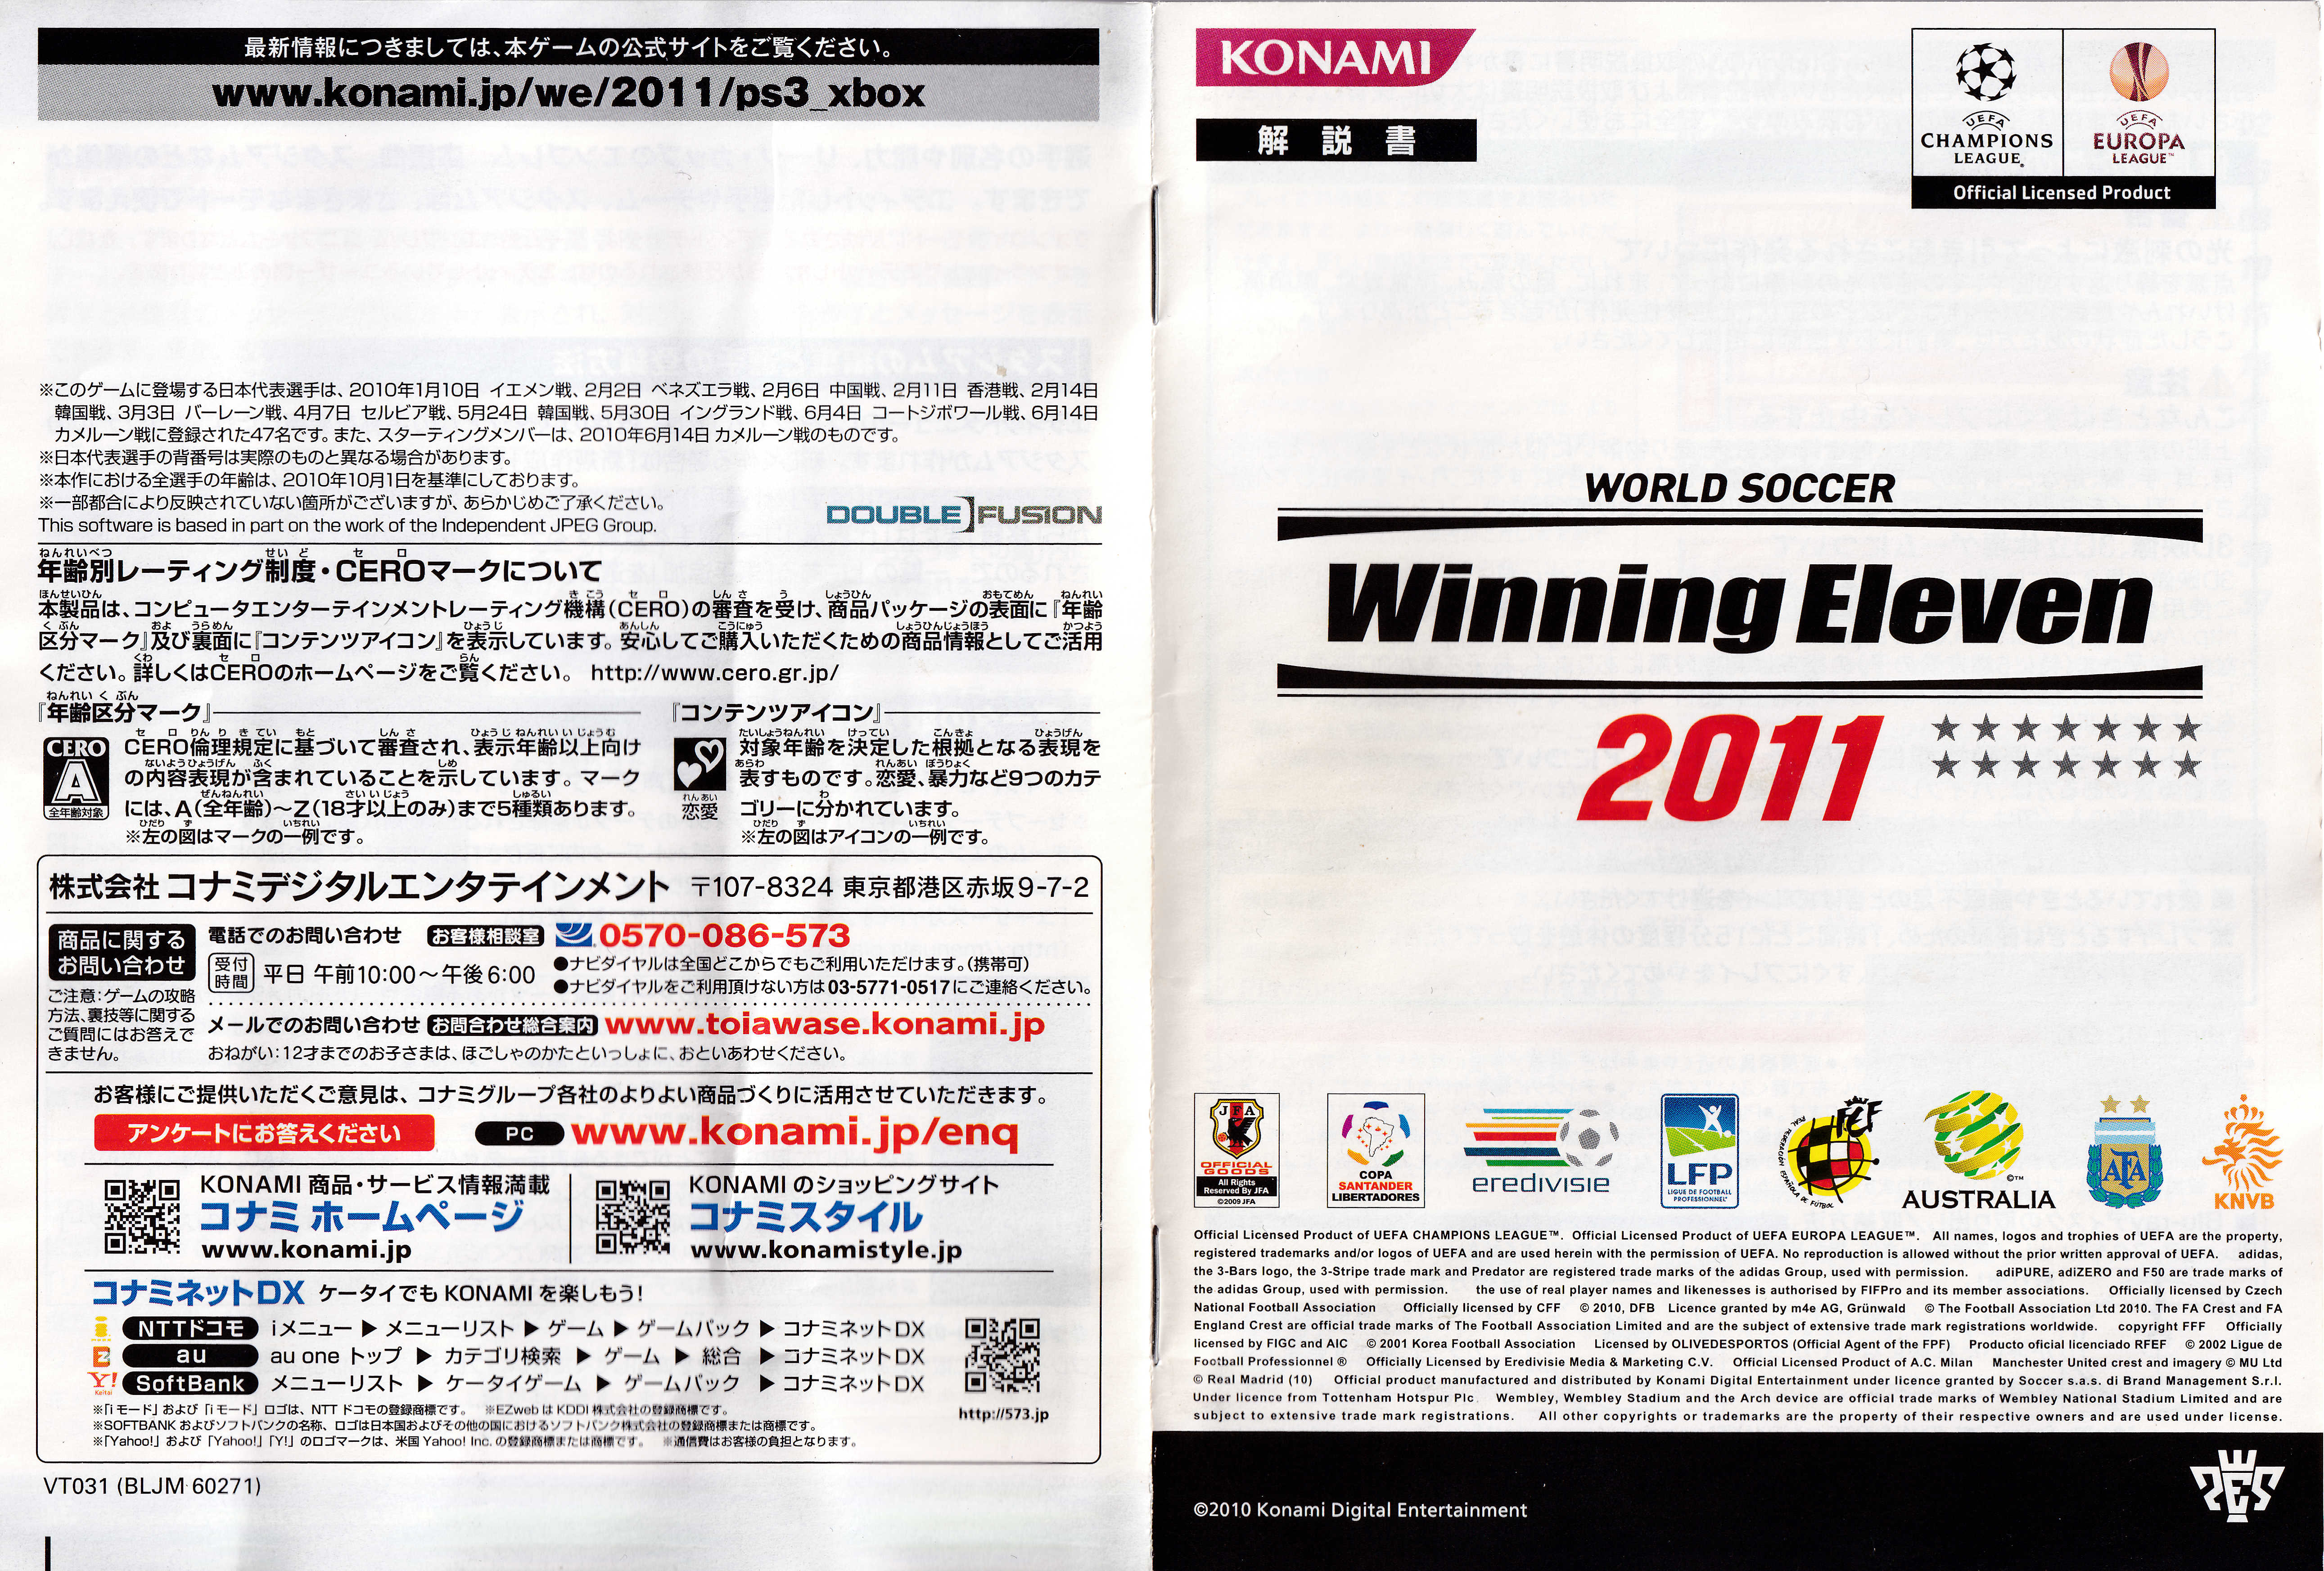 最新情報につきましては、本ゲームの公式サイトをご覧ください。
www.konami.jp/we/2011/ps3_xbox
※このゲームに登場する日本代表選手は、2010年1月10日 イエメン戦、2月2日 ベネズエラ戦、2月6日 中国戦、2月11日 香港戦、2月14日
韓国戦、3月3日 バーレーン戦、4月7日 セルビア戦、5月24日 韓国戦、5月30日 イングランド戦、6月4日 コートジボワール戦、6月14日
カメルーン戦に登録された47名です。また、スターティングメンバーは、2010年6月14日 カメルーン戦のものです。
※日本代表選手の背番号は実際のものと異なる場合があります。
※本作における全選手の年齢は、2010年10月1日を基準にしております。
※一部都合により反映されていない箇所がございますが、あらかじめご了承ください。
This software is based in part on the work of the Independent JPEG Group.
DOUBLE FUSION
年齢別レーティング制度・CEROマークについて
本製品は、コンピュータエンターテインメントレーティング機構(CERO)の審査を受け、商品パッケージの表面に『年齢
区分マーク』及び裏面に『コンテンツアイコン』を表示しています。安心してご購入いただくための商品情報としてご活用
ください。詳しくはCEROのホームページをご覧ください。 http://www.cero.gr.jp/
『年齢区分マーク』
CERO
A
全年齢対象
CERO倫理規定に基づいて審査され、表示年齢以上向け
の内容表現が含まれていることを示しています。マーク
には、A(全年齢)～Z(18才以上のみ)まで5種類あります。
※左の図はマークの一例です。
『コンテンツアイコン』
恋愛
対象年齢を決定した根拠となる表現を
表すものです。恋愛、暴力など9つのカテ
ゴリーに分かれています。
※左の図はアイコンの一例です。
株式会社 コナミデジタルエンタテインメント 〒107-8324 東京都港区赤坂9-7-2
商品に関する
お問い合わせ
ご注意:ゲームの攻略
方法、裏技等に関する
ご質問にはお答えで
きません。
電話でのお問い合わせ お客様相談室 0570-086-573
受付時間 平日 午前10:00～午後6:00
●ナビダイヤルは全国どこからでもご利用いただけます。(携帯可)
●ナビダイヤルをご利用頂けない方は03-5771-0517にご連絡ください。
メールでのお問い合わせ お問合わせ総合案内 www.toiawase.konami.jp
おねがい:12才までのお子さまは、ほごしゃのかたといっしょに、おといあわせください。
お客様にご提供いただくご意見は、コナミグループ各社のよりよい商品づくりに活用させていただきます。
アンケートにお答えください PC www.konami.jp/enq
KONAMI 商品・サービス情報満載
コナミ ホームページ
www.konami.jp
KONAMI のショッピングサイト
コナミスタイル
www.konamistyle.jp
コナミネットDX ケータイでも KONAMI を楽しもう!
NTTドコモ iメニュー ▶ メニューリスト ▶ ゲーム ▶ ゲームパック ▶ コナミネットDX
au au one トップ ▶ カテゴリ検索 ▶ ゲーム ▶ 総合 ▶ コナミネットDX
Y! Keitai SoftBank メニューリスト ▶ ケータイゲーム ▶ ゲームパック ▶ コナミネットDX
http://573.jp
※「i モード」および「i モード」ロゴは、NTT ドコモの登録商標です。 ※EZweb は KDDI 株式会社の登録商標です。
※SOFTBANK およびソフトバンクの名称、ロゴは日本国およびその他の国におけるソフトバンク株式会社の登録商標または商標です。
※「Yahoo!」および「Yahoo!」「Y!」のロゴマークは、米国 Yahoo! Inc. の登録商標または商標です。 ※通信費はお客様の負担となります。
VT031 (BLJM 60271)
KONAMI
解説書
UEFA
CHAMPIONS
LEAGUE®
UEFA
EUROPA
LEAGUE™
Official Licensed Product
WORLD SOCCER
Winning Eleven
2011
JFA
OFFICIAL
GOODS
All Rights
Reserved By JFA
©2009 JFA
COPA
SANTANDER
LIBERTADORES
eredivisie
LFP
LIGUE DE FOOTBALL
PROFESSIONNEL
REAL FEDERACIÓN ESPAÑOLA DE FÚTBOL
©™
AUSTRALIA
AFA
KNVB
Official Licensed Product of UEFA CHAMPIONS LEAGUE™. Official Licensed Product of UEFA EUROPA LEAGUE™. All names, logos and trophies of UEFA are the property,
registered trademarks and/or logos of UEFA and are used herein with the permission of UEFA. No reproduction is allowed without the prior written approval of UEFA. adidas,
the 3-Bars logo, the 3-Stripe trade mark and Predator are registered trade marks of the adidas Group, used with permission. adiPURE, adiZERO and F50 are trade marks of
the adidas Group, used with permission. the use of real player names and likenesses is authorised by FIFPro and its member associations. Officially licensed by Czech
National Football Association Officially licensed by CFF © 2010, DFB Licence granted by m4e AG, Grünwald © The Football Association Ltd 2010. The FA Crest and FA
England Crest are official trade marks of The Football Association Limited and are the subject of extensive trade mark registrations worldwide. copyright FFF Officially
licensed by FIGC and AIC © 2001 Korea Football Association Licensed by OLIVEDESPORTOS (Official Agent of the FPF) Producto oficial licenciado RFEF © 2002 Ligue de
Football Professionnel ® Officially Licensed by Eredivisie Media & Marketing C.V. Official Licensed Product of A.C. Milan Manchester United crest and imagery © MU Ltd
© Real Madrid (10) Official product manufactured and distributed by Konami Digital Entertainment under licence granted by Soccer s.a.s. di Brand Management S.r.l.
Under licence from Tottenham Hotspur Plc Wembley, Wembley Stadium and the Arch device are official trade marks of Wembley National Stadium Limited and are
subject to extensive trade mark registrations. All other copyrights or trademarks are the property of their respective owners and are used under license.
©2010 Konami Digital Entertainment
PES